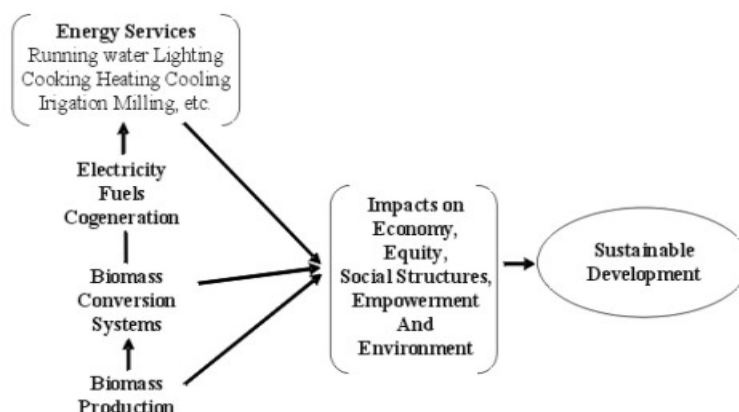 Energy Services
Running water Lighting
Cooking Heating Cooling
Irigation Milling, etc.
Electricity
Fuels
Cogeneration
Biomass
Conversion
Systems
Biomass
Production
Impacts on
Economy,
Equity,
Social Structures,
Empowerment
And
Environment
Sustainable
Development